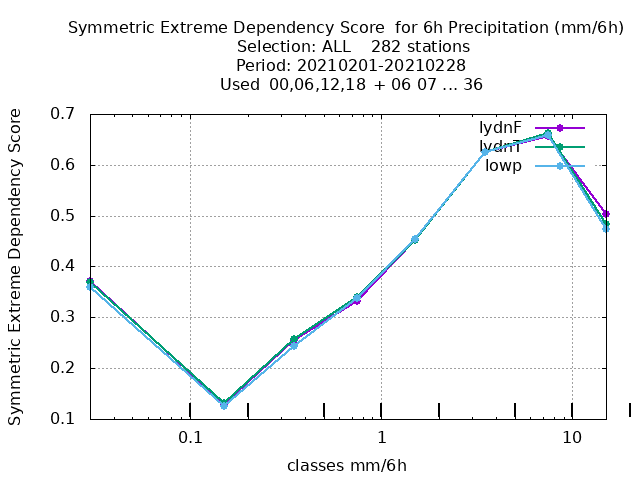 Symmetric Extreme Dependency Score  for 6h Precipitation (mm/6h)
Selection: ALL    282 stations
Period: 20210201-20210228
Used  00,06,12,18  + 06 07 ... 36
Symmetric Extreme Dependency Score
0.7
0.6
0.5
0.4
0.3
0.2
0.1
lydnF
lydnT
lowp
0.1
1
10
classes mm/6h